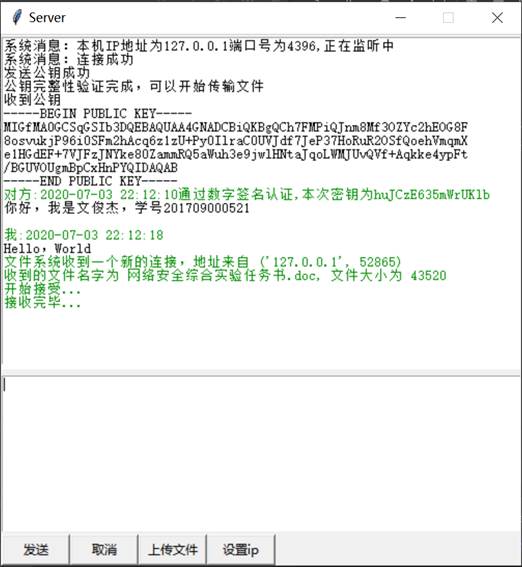 Server
系统消息: 本机IP地址为127.0.0.1端口号为4396,正在监听中
系统消息: 连接成功
发送公钥成功
公钥完整性验证完成，可以开始传输文件
收到公钥
-----BEGIN PUBLIC KEY-----
MIGfMA0GCSqGSIb3DQEBAQUAA4GNADCBiQKBgQCh7FMPiQJnm8Mf3OZYc2hEOG8F
8osvukjP96i0SFm2hAcq6z1zU+Py0IlraC0UVJdf7JeP37HoRuR2OSfQoehVmqmX
elHGdEF+7VJFzJNYke80ZammRQ5aWuh3e9jwlHNtaJqoLWMJUvQVf+Aqkke4ypFt
/BGUVOUgmBpCxHnPYQIDAQAB
-----END PUBLIC KEY-----
对方:2020-07-03 22:12:10通过数字签名认证,本次密钥为huJCzE635mWrUKlb
你好，我是文俊杰，学号201709000521
我:2020-07-03 22:12:18
Hello，World
文件系统收到一个新的连接，地址来自 ('127.0.0.1', 52865)
收到的文件名字为 网络安全综合实验任务书.doc, 文件大小为 43520
开始接受...
接收完毕...
发送 取消 上传文件 设置ip